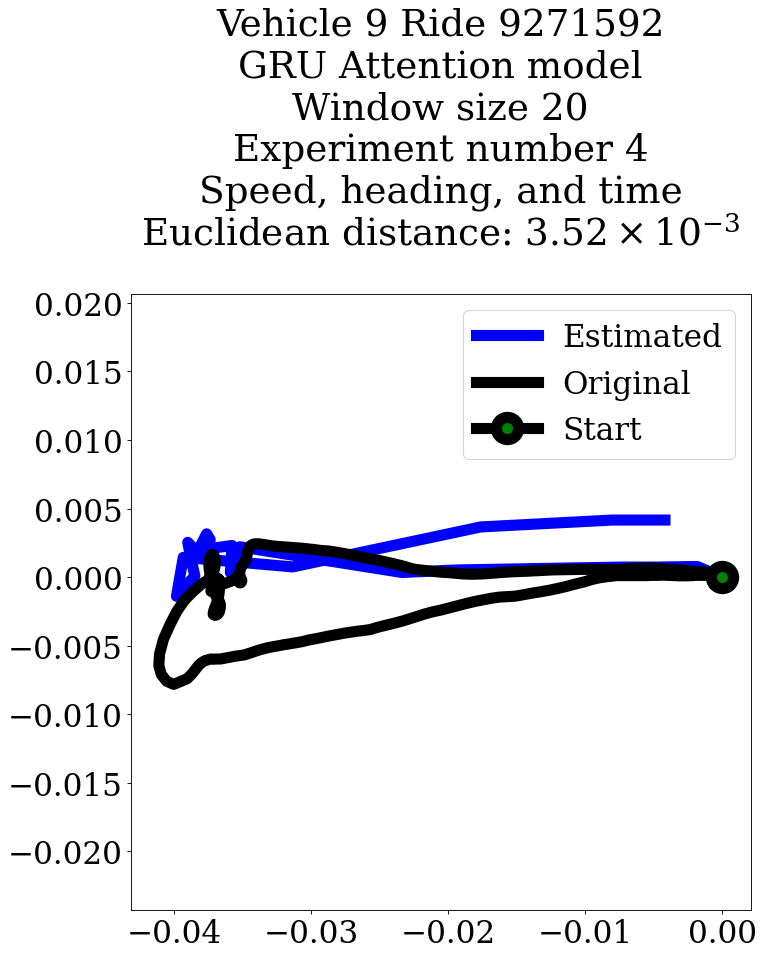 Vehicle 9 Ride 9271592
GRU Attention model
Window size 20
Experiment number 4
Speed, heading, and time
Euclidean distance: 3.52 × 10⁻³
Estimated
Original
Start
0.020
0.015
0.010
0.005
0.000
−0.005
−0.010
−0.015
−0.020
−0.04 −0.03 −0.02 −0.01 0.00